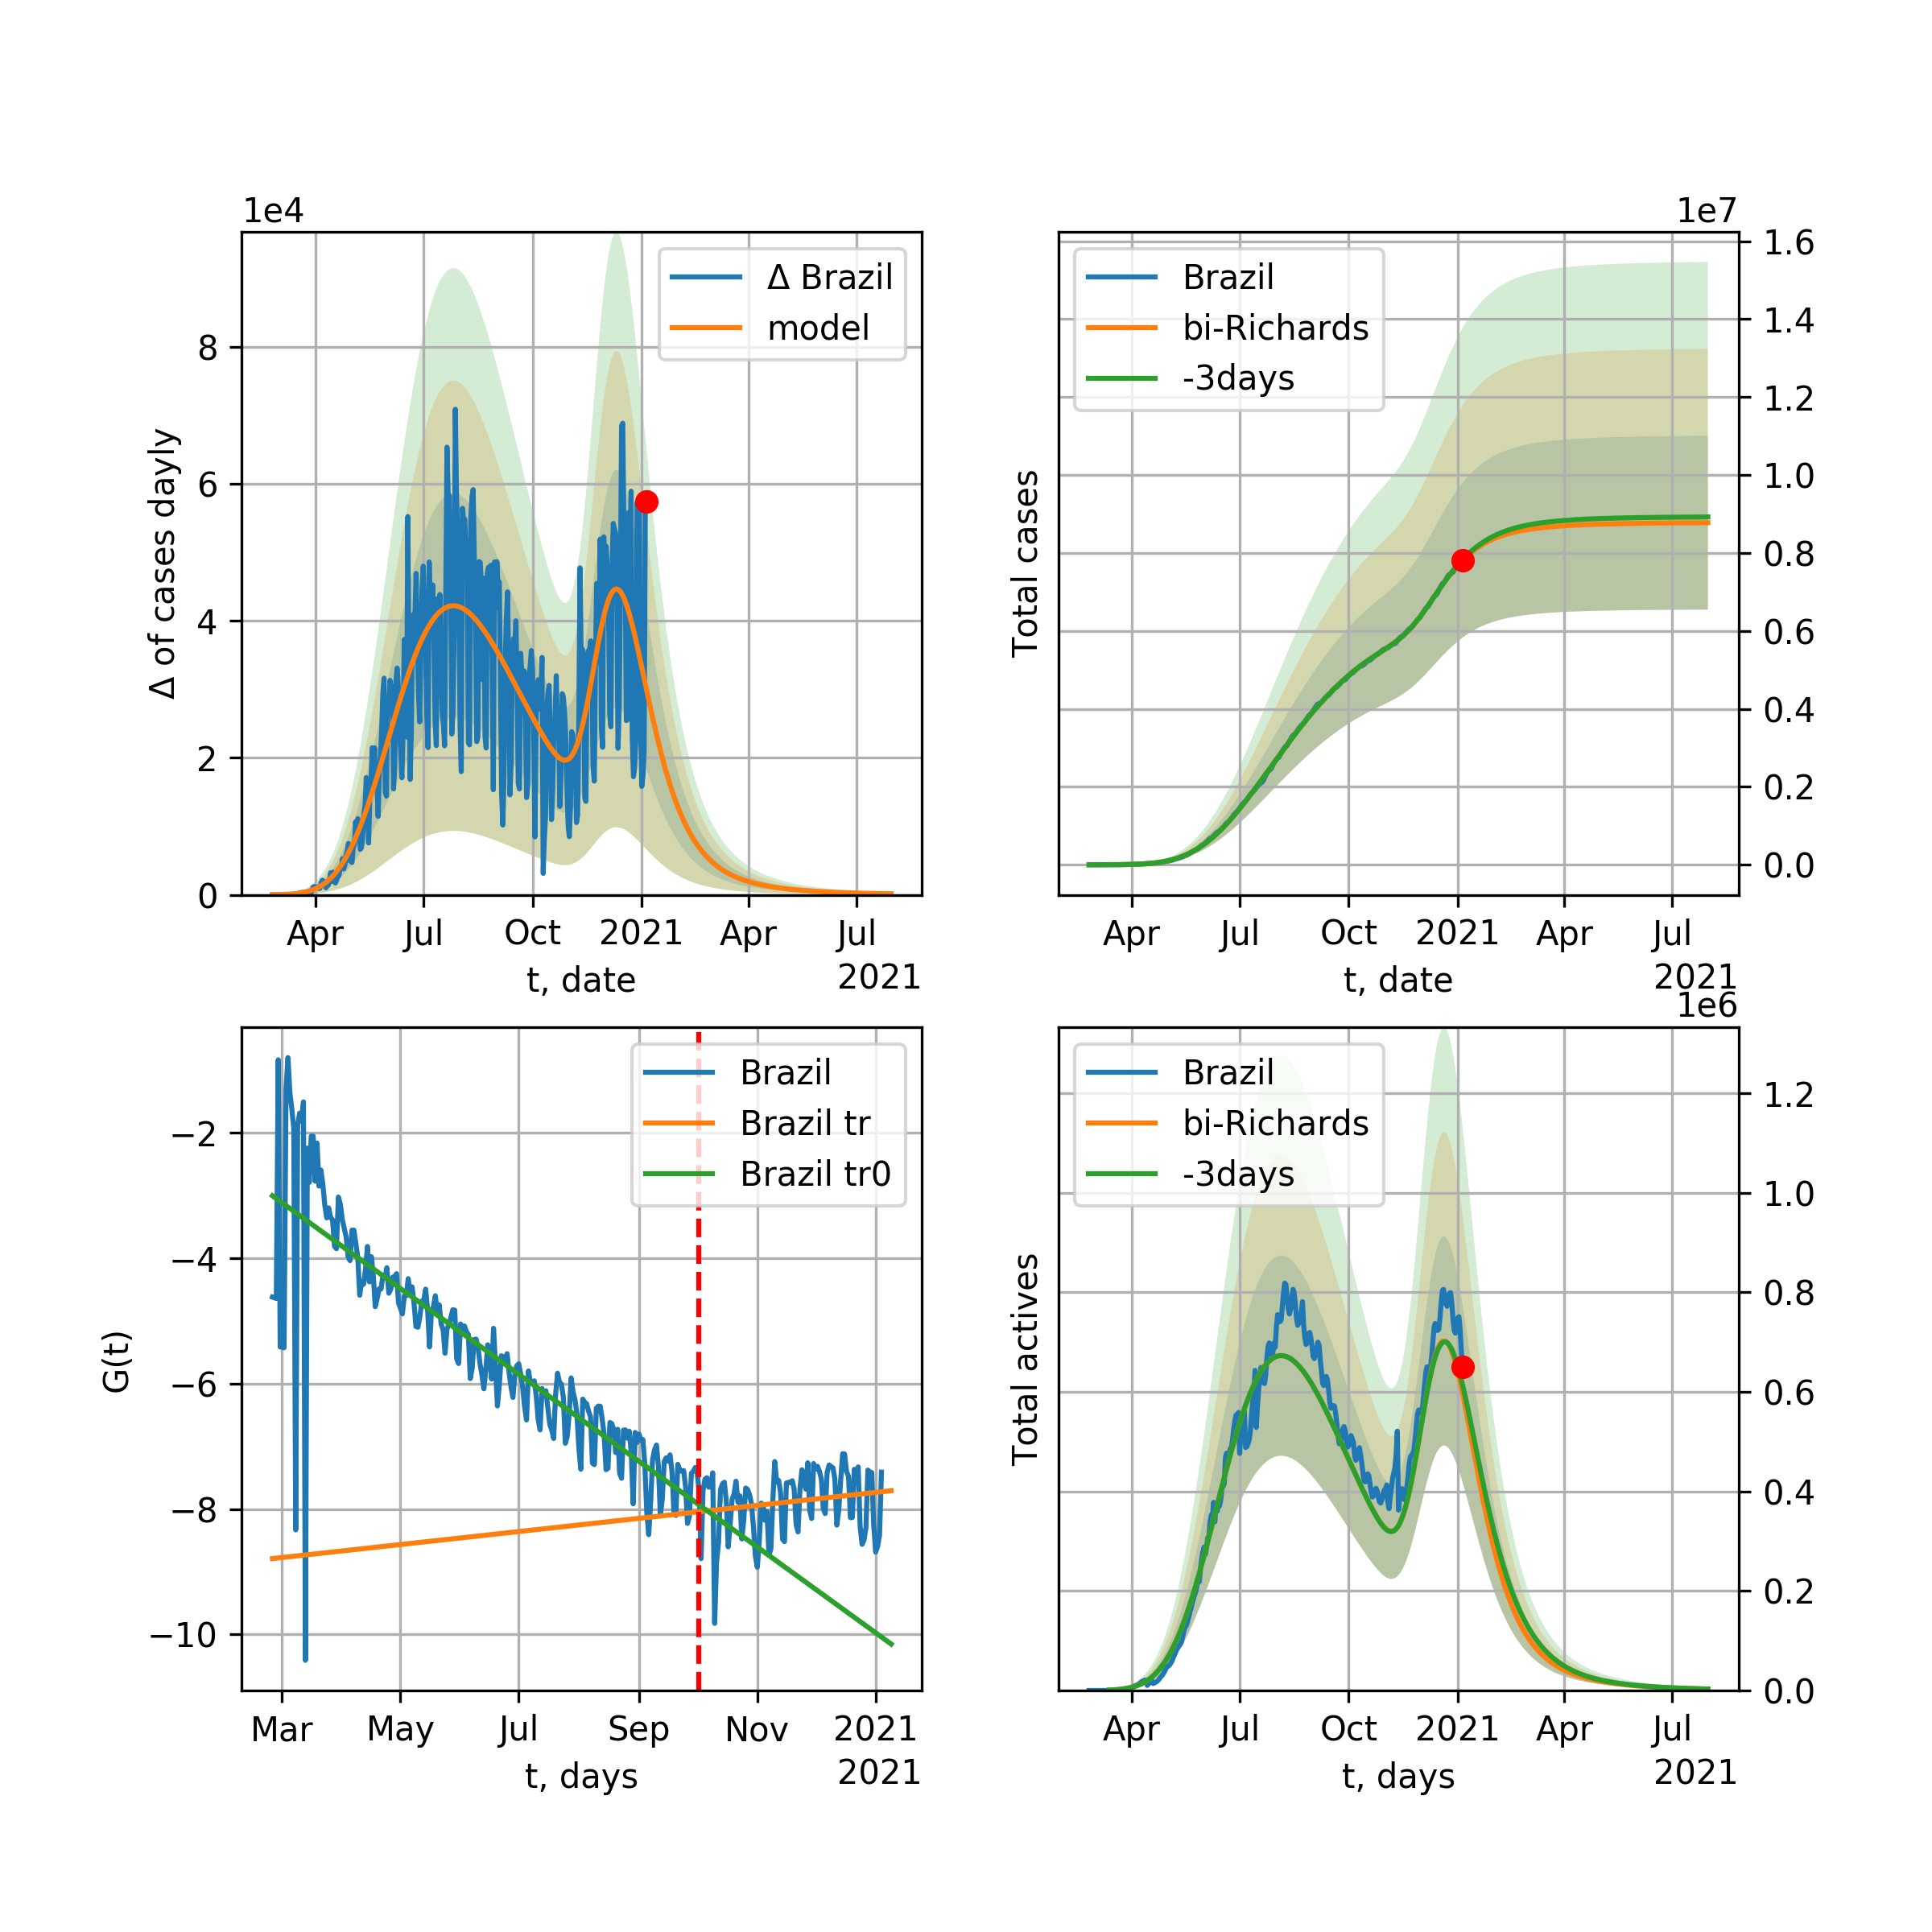 1e4
Δ Brazil
model
8
6
4
2
0
Δ of cases dayly
Apr Jul Oct 2021 Apr Jul
t, date 2021
1e7
Brazil
bi-Richards
-3days
1.6
1.4
1.2
1.0
0.8
0.6
0.4
0.2
0.0
Total cases
Apr Jul Oct 2021 Apr Jul
t, date 2021
Brazil
Brazil tr
Brazil tr0
−2
−4
−6
−8
−10
G(t)
Mar May Jul Sep Nov 2021
t, days 2021
1e6
Brazil
bi-Richards
-3days
1.2
1.0
0.8
0.6
0.4
0.2
0.0
Total actives
Apr Jul Oct 2021 Apr Jul
t, days 2021